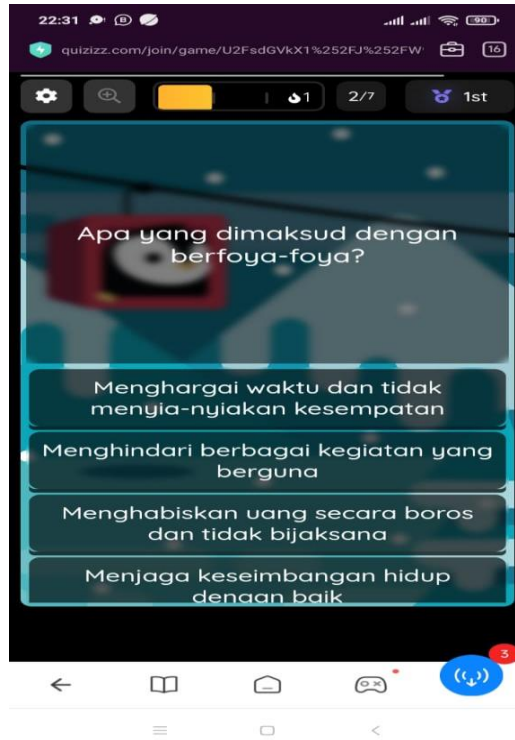 22:31
90
quizizz.com/join/game/U2FsdGVkX1%252FJ%252FW
16
1
2/7
1st
Apa yang dimaksud dengan
berfoya-foya?
Menghargai waktu dan tidak
menyia-nyiakan kesempatan
Menghindari berbagai kegiatan yang
berguna
Menghabiskan uang secara boros
dan tidak bijaksana
Menjaga keseimbangan hidup
dengan baik
3